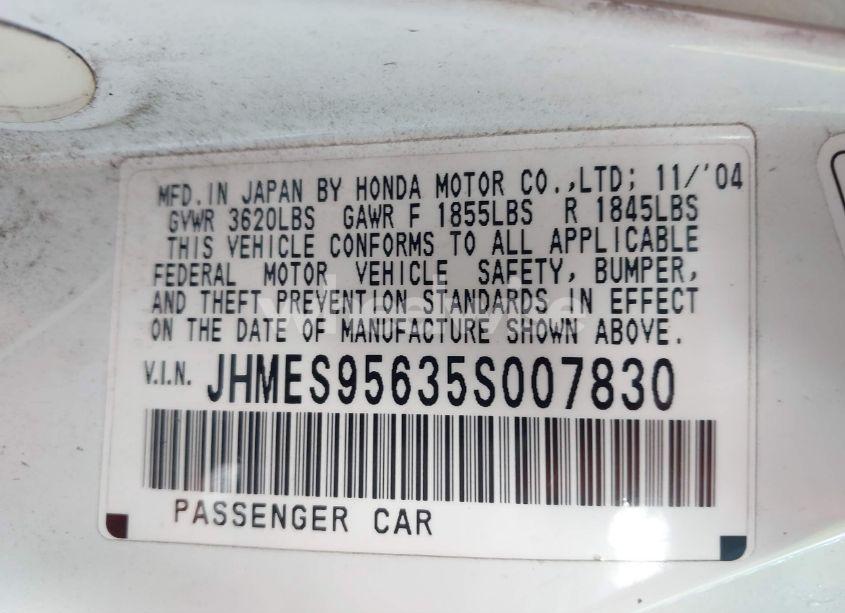 MFD.IN JAPAN BY HONDA MOTOR CO.,LTD; 11/'04
GVWR 3620LBS GAWR F 1855LBS R 1845LBS
THIS VEHICLE CONFORMS TO ALL APPLICABLE
FEDERAL MOTOR VEHICLE SAFETY, BUMPER,
AND THEFT PREVENTION STANDARDS IN EFFECT
ON THE DATE OF MANUFACTURE SHOWN ABOVE.
V.I.N. JHMES95635S007830
PASSENGER CAR